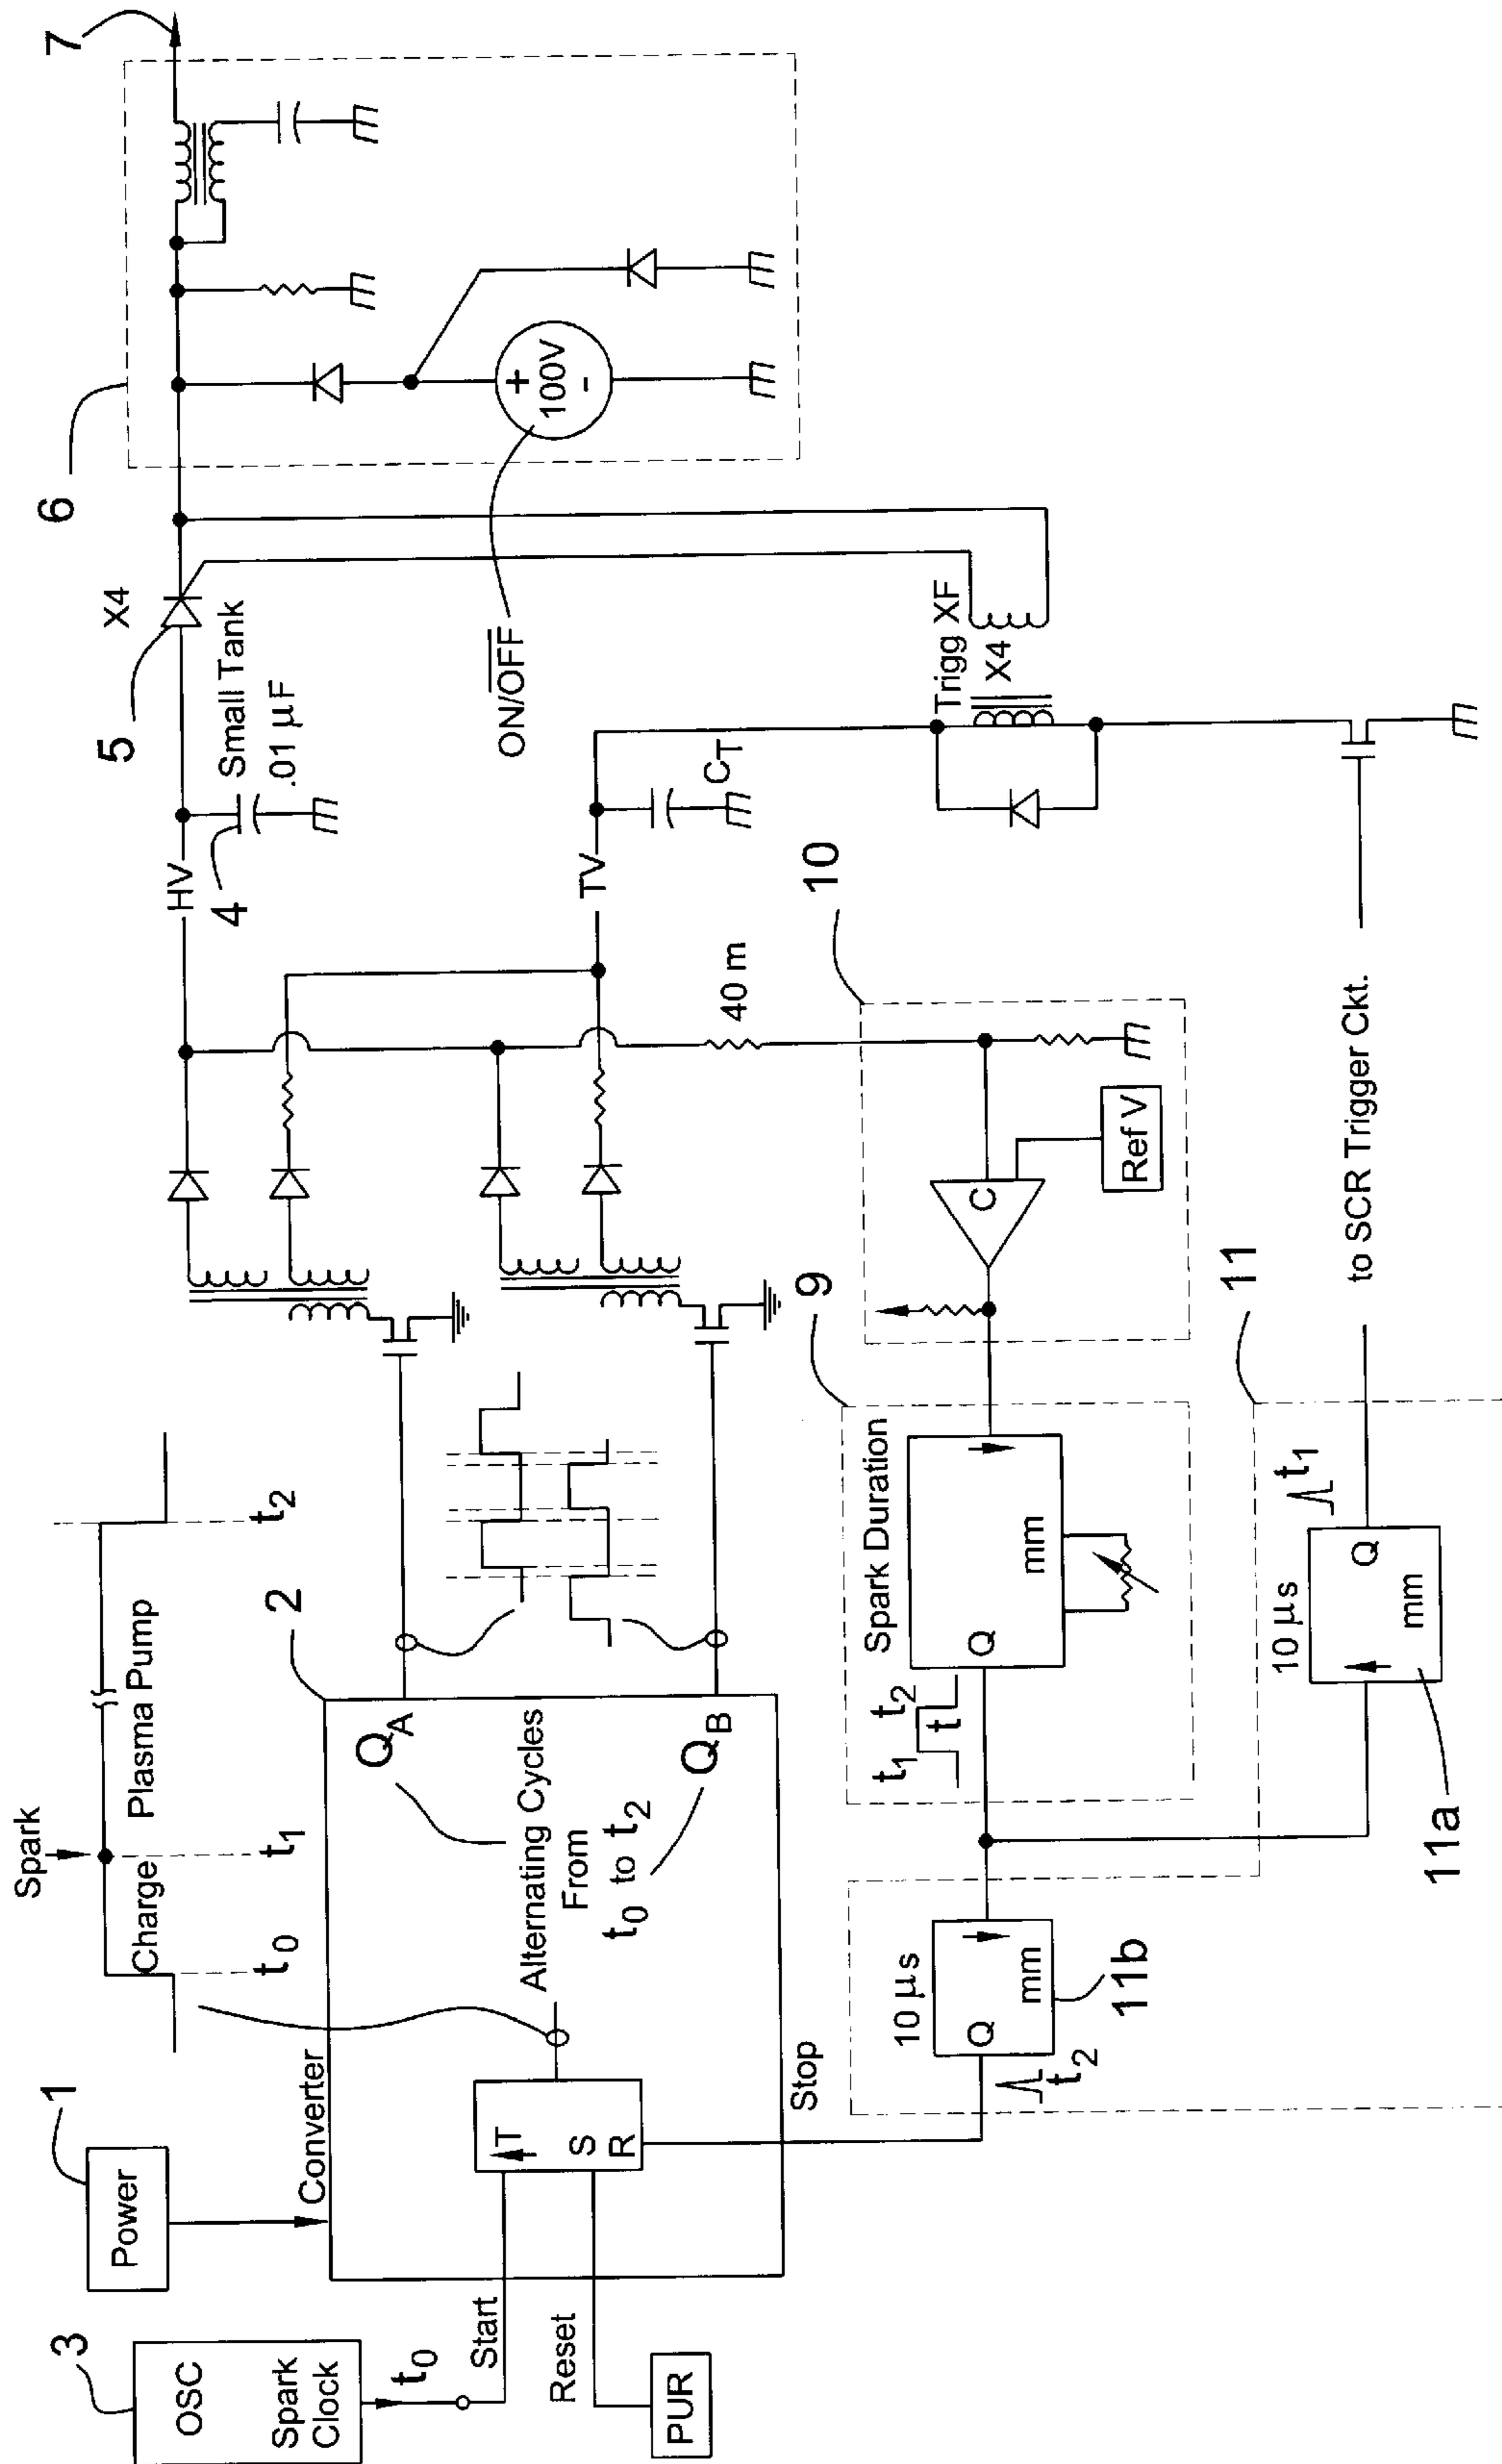 3
OSC
Spark
Clock
t0
Start
Reset
PUR
1
Power
Converter
Stop
T
S
R
Spark
Charge
Plasma Pump
t0
t1
t2
2
QA
Alternating Cycles
From
t0 to t2
QB
HV
4
Small Tank
.01 µF
5
X4
6
7
+
100V
-
ON/OFF
TV
CT
Trigg XF
X4
40 m
10
C
Ref V
9
Spark Duration
Q
mm
t1
t2
t
11
10 µs
Q
mm
t2
11b
10 µs
Q
mm
t1
11a
to SCR Trigger Ckt.